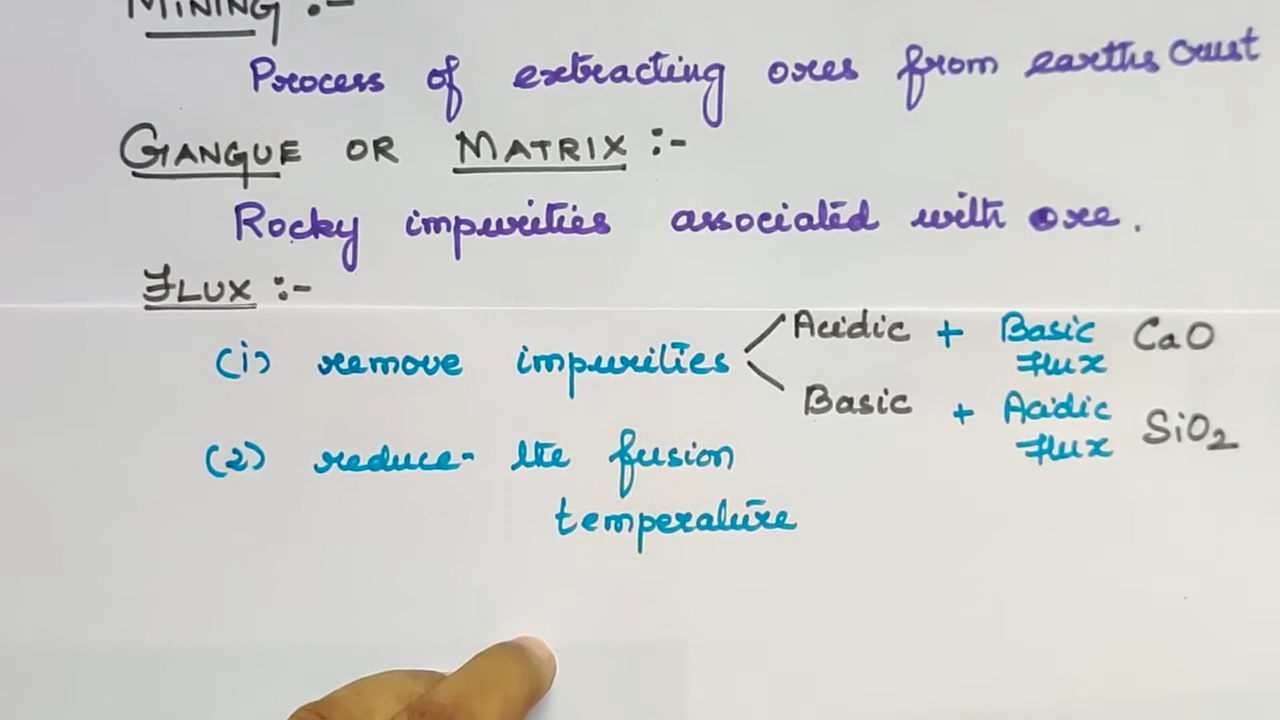 MINING :-
Process of extracting ores from earths crust
GANGUE OR MATRIX :-
Rocky impurities associated with ore.
FLUX :-
(i) remove impurities Acidic + Basic Flux CaO
Basic + Acidic Flux SiO2
(2) reduce the fusion
temperature